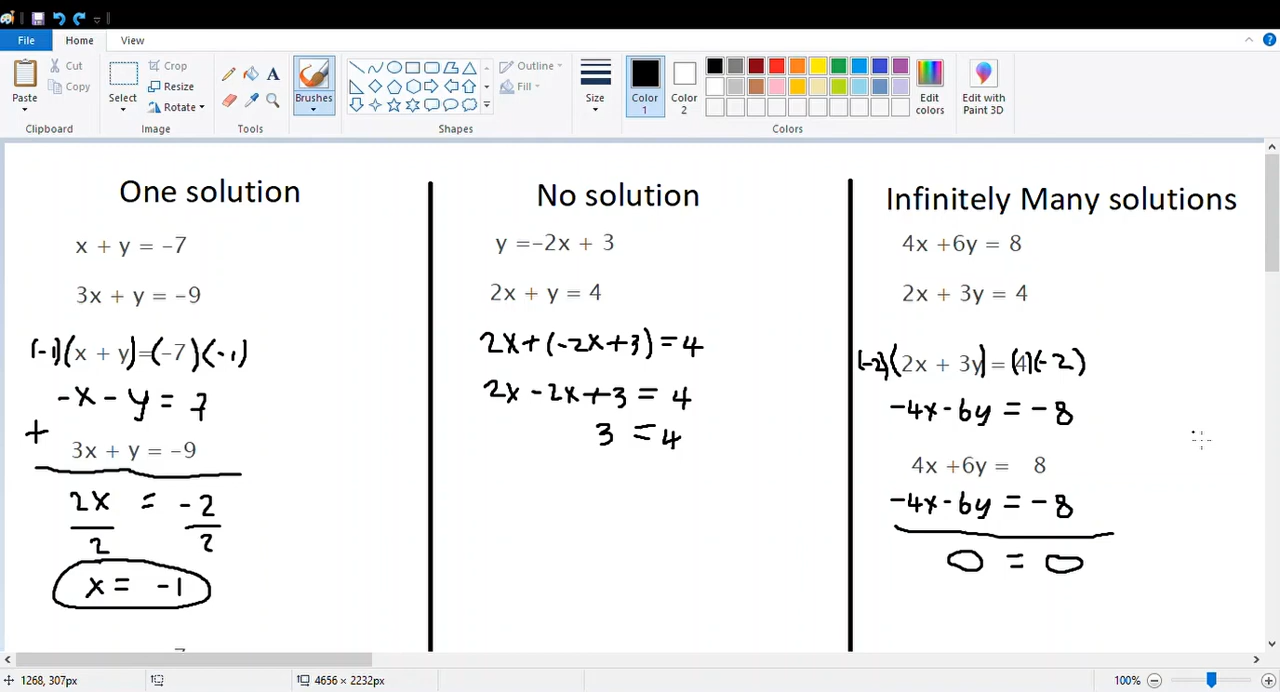 File Home View
Paste
Cut
Copy
Clipboard
Select
Crop
Resize
Rotate
Image
Tools
A
Brushes
Shapes
Outline
Fill
Size
Color 1
Color 2
Edit colors
Colors
Edit with Paint 3D
One solution
x + y = -7
3x + y = -9
(-1)(x + y)=(-7)(-1)
-x - y = 7
+
3x + y = -9
2x = -2
2 2
x = -1
No solution
y =-2x + 3
2x + y = 4
2x+(-2x+3)=4
2x - 2x + 3 = 4
3 = 4
Infinitely Many solutions
4x +6y = 8
2x + 3y = 4
(-2)(2x + 3y) = (4)(-2)
-4x-6y = -8
4x +6y = 8
-4x-6y = -8
0 = 0
1268, 307px
4656 × 2232px
100%